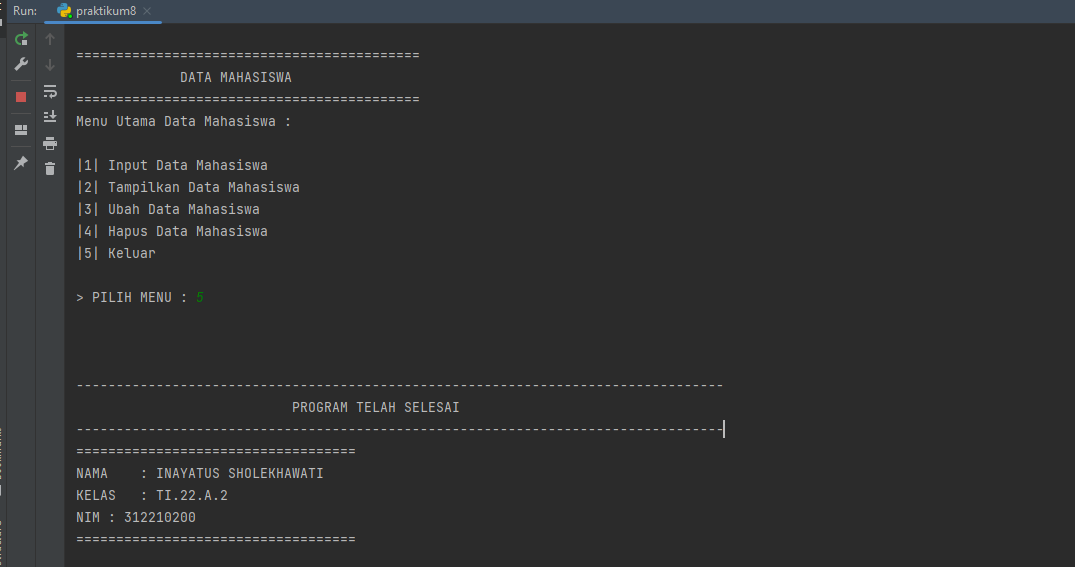 Run: praktikum8
===========================================
DATA MAHASISWA
===========================================
Menu Utama Data Mahasiswa :
|1| Input Data Mahasiswa
|2| Tampilkan Data Mahasiswa
|3| Ubah Data Mahasiswa
|4| Hapus Data Mahasiswa
|5| Keluar
> PILIH MENU : 5
---------------------------------------------------------------------------------
PROGRAM TELAH SELESAI
---------------------------------------------------------------------------------
===================================
NAMA    : INAYATUS SHOLEKHAWATI
KELAS   : TI.22.A.2
NIM : 312210200
===================================